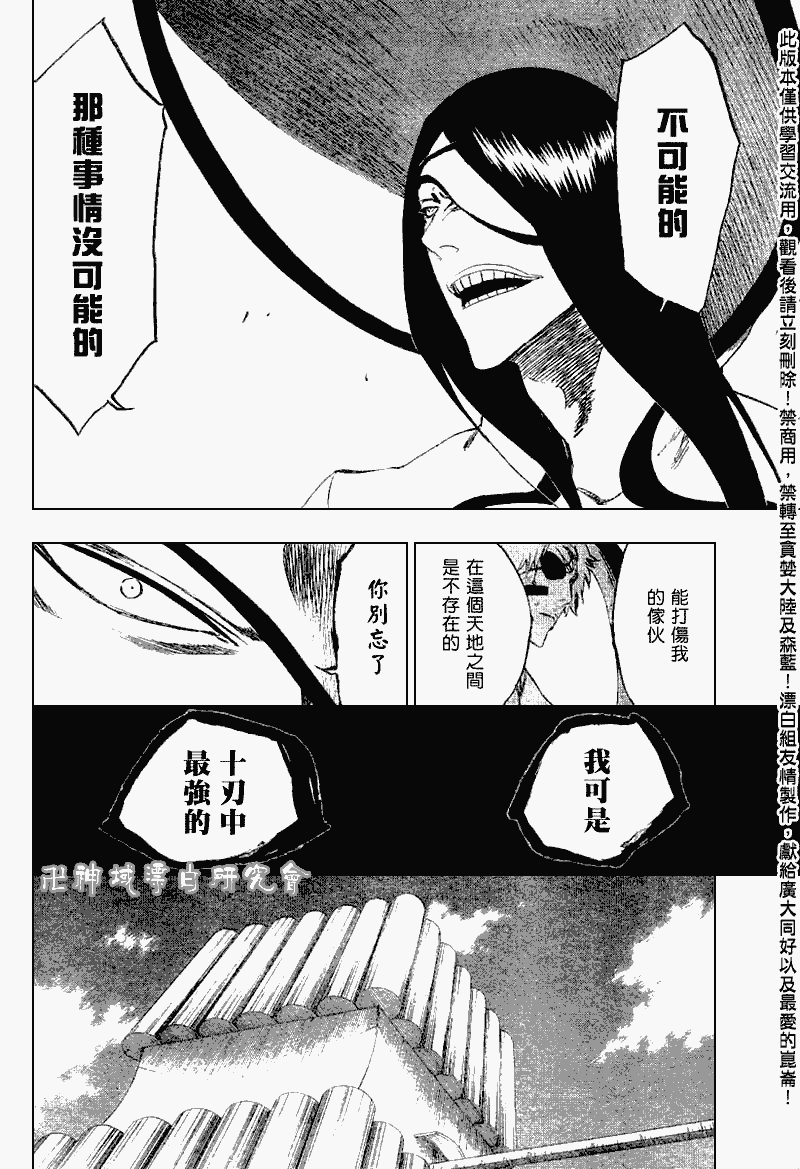 不可能的
那種事情沒可能的
能打傷我
的傢伙
在這個天地之間
是不存在的
你別忘了
我可是
十刃中
最強的
卍神域漂白研究會
此版本僅供學習交流用，觀看後請立刻刪除！禁商用，禁轉至貪婪大陸及森藍！漂白組友情製作，獻給廣大同好以及最愛的崑崙！